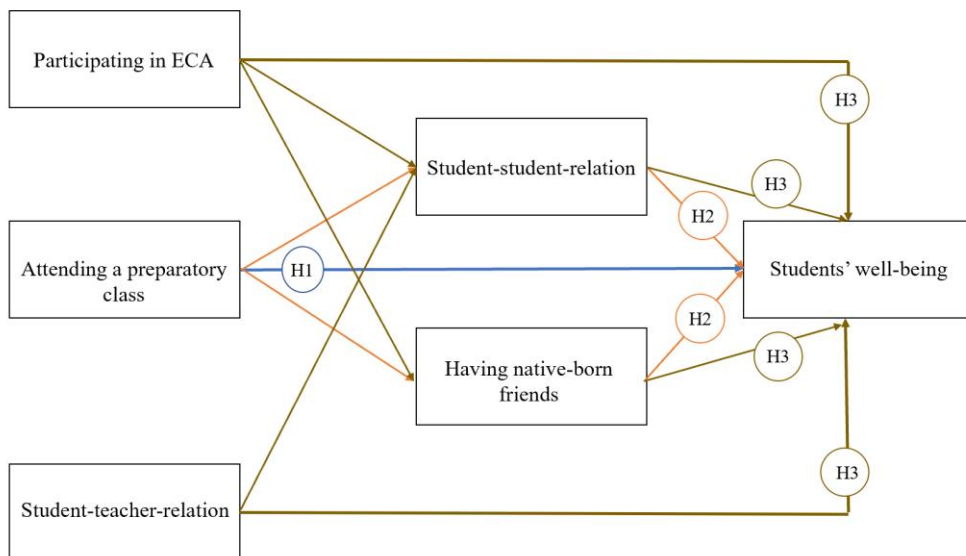 Participating in ECA
H3
Student-student-relation
H3
H2
Attending a preparatory
class
H1
Students’ well-being
H2
Having native-born
friends
H3
H3
Student-teacher-relation